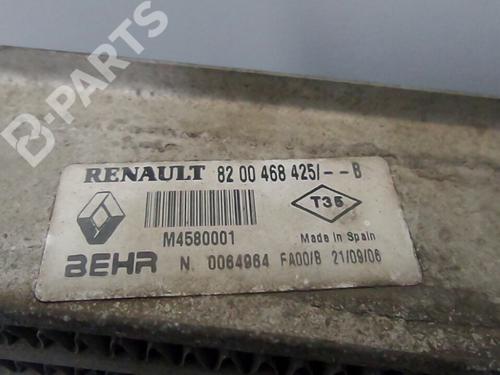 B-PARTS
RENAULT 82 00 468 425/--B
T35
M4580001
Made in Spain
BEHR N. 0064964 FA00/B 21/09/06